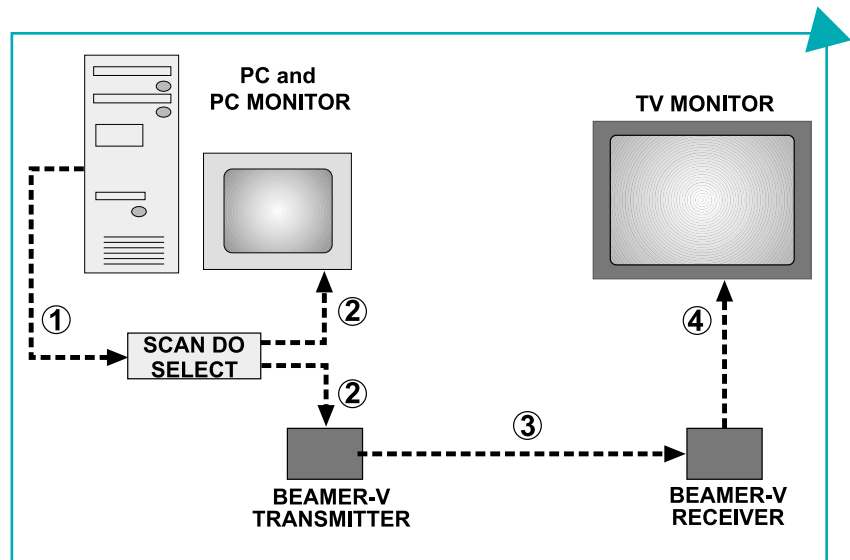 PC and
PC MONITOR
TV MONITOR
1
2
4
SCAN DO
SELECT
2
3
BEAMER-V
TRANSMITTER
BEAMER-V
RECEIVER